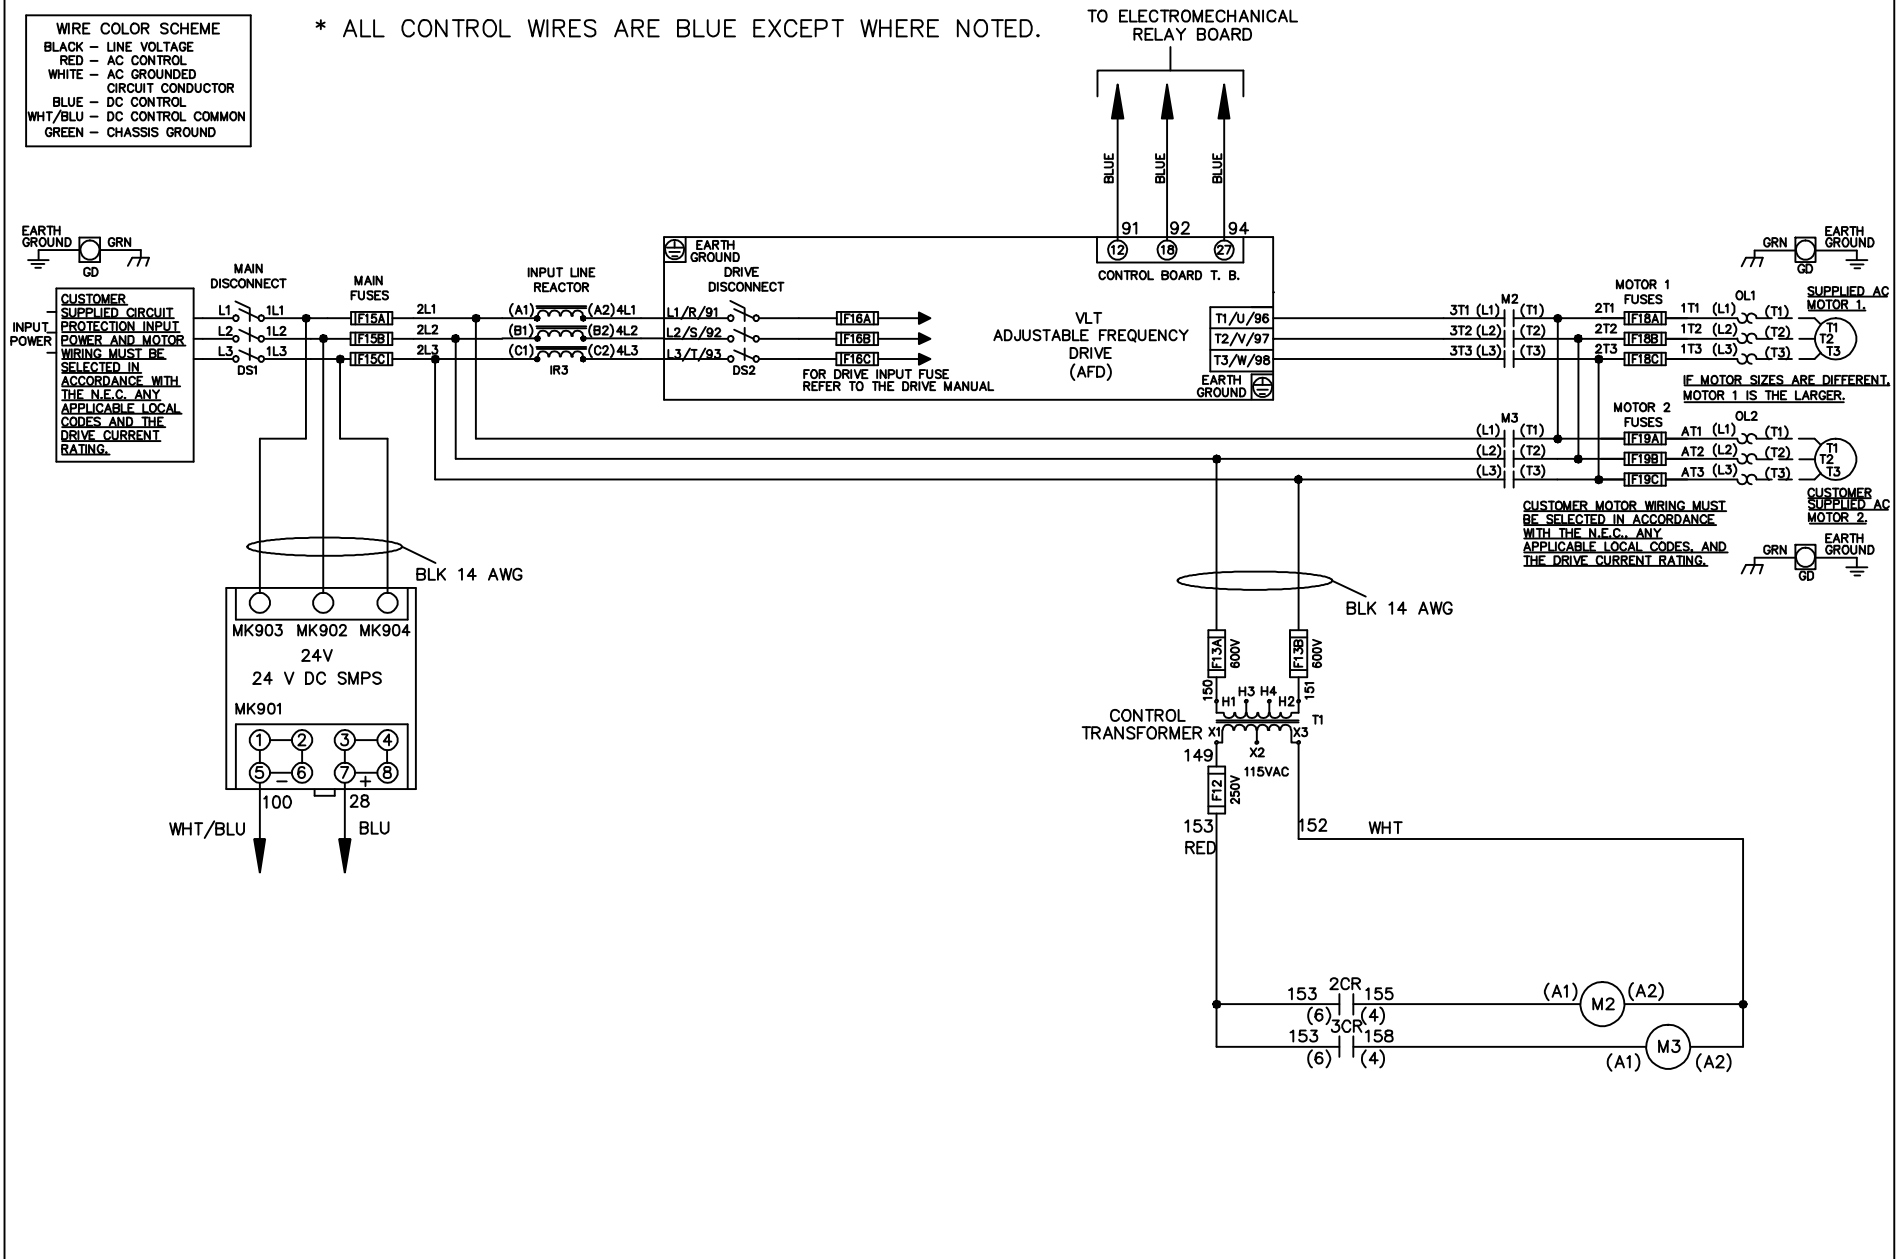 WIRE COLOR SCHEME
BLACK – LINE VOLTAGE
RED – AC CONTROL
WHITE – AC GROUNDED
CIRCUIT CONDUCTOR
BLUE – DC CONTROL
WHT/BLU – DC CONTROL COMMON
GREEN – CHASSIS GROUND
* ALL CONTROL WIRES ARE BLUE EXCEPT WHERE NOTED.
TO ELECTROMECHANICAL
RELAY BOARD
BLUE
BLUE
BLUE
91 92 94
12 18 27
CONTROL BOARD T. B.
EARTH
GROUND
GRN
GD
INPUT
POWER
CUSTOMER
SUPPLIED CIRCUIT
PROTECTION INPUT
POWER AND MOTOR
WIRING MUST BE
SELECTED IN
ACCORDANCE WITH
THE N.E.C. ANY
APPLICABLE LOCAL
CODES AND THE
DRIVE CURRENT
RATING.
MAIN
DISCONNECT
L1 1L1
L2 1L2
L3 1L3
DS1
MAIN
FUSES
F15A
F15B
F15C
2L1
2L2
2L3
INPUT LINE
REACTOR
(A1) (A2) 4L1
(B1) (B2) 4L2
(C1) (C2) 4L3
IR3
EARTH
GROUND
DRIVE
DISCONNECT
L1/R/91
L2/S/92
L3/T/93
DS2
F16A
F16B
F16C
FOR DRIVE INPUT FUSE
REFER TO THE DRIVE MANUAL
VLT
ADJUSTABLE FREQUENCY
DRIVE
(AFD)
T1/U/96
T2/V/97
T3/W/98
EARTH
GROUND
M2
3T1 (L1) (T1)
3T2 (L2) (T2)
3T3 (L3) (T3)
MOTOR 1
FUSES
2T1 F18A 1T1 (L1)
2T2 F18B 1T2 (L2)
2T3 F18C 1T3 (L3)
OL1
(T1)
(T2)
(T3)
GRN
EARTH
GROUND
GD
SUPPLIED AC
MOTOR 1.
T1
T2
T3
IF MOTOR SIZES ARE DIFFERENT,
MOTOR 1 IS THE LARGER.
M3
(L1) (T1)
(L2) (T2)
(L3) (T3)
MOTOR 2
FUSES
F19A AT1 (L1)
F19B AT2 (L2)
F19C AT3 (L3)
OL2
(T1)
(T2)
(T3)
T1
T2
T3
CUSTOMER
SUPPLIED AC
MOTOR 2.
CUSTOMER MOTOR WIRING MUST
BE SELECTED IN ACCORDANCE
WITH THE N.E.C., ANY
APPLICABLE LOCAL CODES, AND
THE DRIVE CURRENT RATING.
GRN
EARTH
GROUND
GD
BLK 14 AWG
MK903 MK902 MK904
24V
24 V DC SMPS
MK901
1 2 3 4
5 6 7 8
– +
100 28
WHT/BLU BLU
BLK 14 AWG
F13A 600V
F13B 600V
150 151
H1 H3 H4 H2
T1
CONTROL
TRANSFORMER
X1 X2 X3
149
115VAC
F12 250V
153
RED
152 WHT
153 2CR 155
(6) (4)
(A1) M2 (A2)
153 3CR 158
(6) (4)
(A1) M3 (A2)